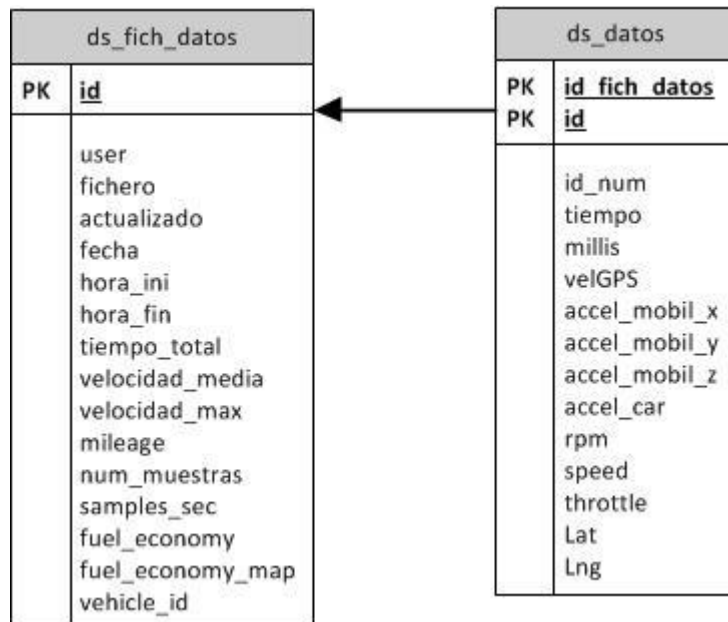 ds_fich_datos
PK id
user
fichero
actualizado
fecha
hora_ini
hora_fin
tiempo_total
velocidad_media
velocidad_max
mileage
num_muestras
samples_sec
fuel_economy
fuel_economy_map
vehicle_id
ds_datos
PK id_fich_datos
PK id
id_num
tiempo
millis
velGPS
accel_mobil_x
accel_mobil_y
accel_mobil_z
accel_car
rpm
speed
throttle
Lat
Lng